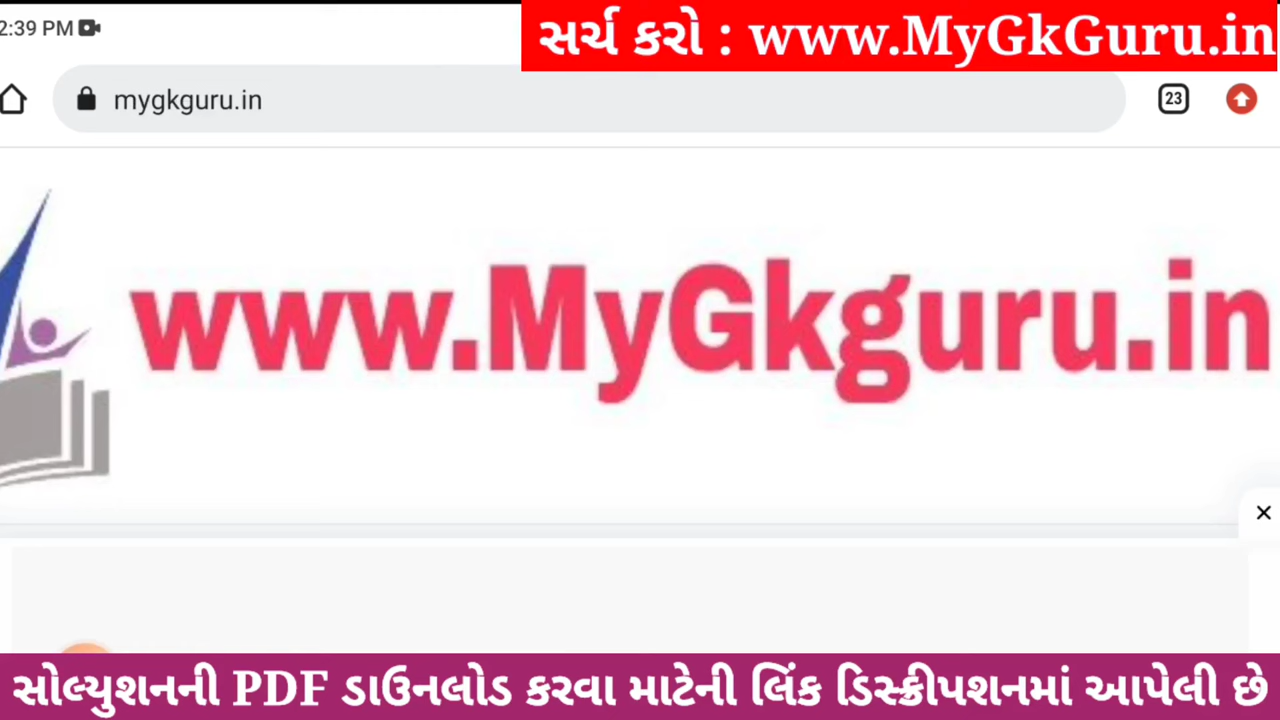 2:39 PM
સર્ચ કરો : www.MyGkGuru.in
mygkguru.in
23
www.MyGkguru.in
સોલ્યુશનની PDF ડાઉનલોડ કરવા માટેની લિંક ડિસ્ક્રીપશનમાં આપેલી છે